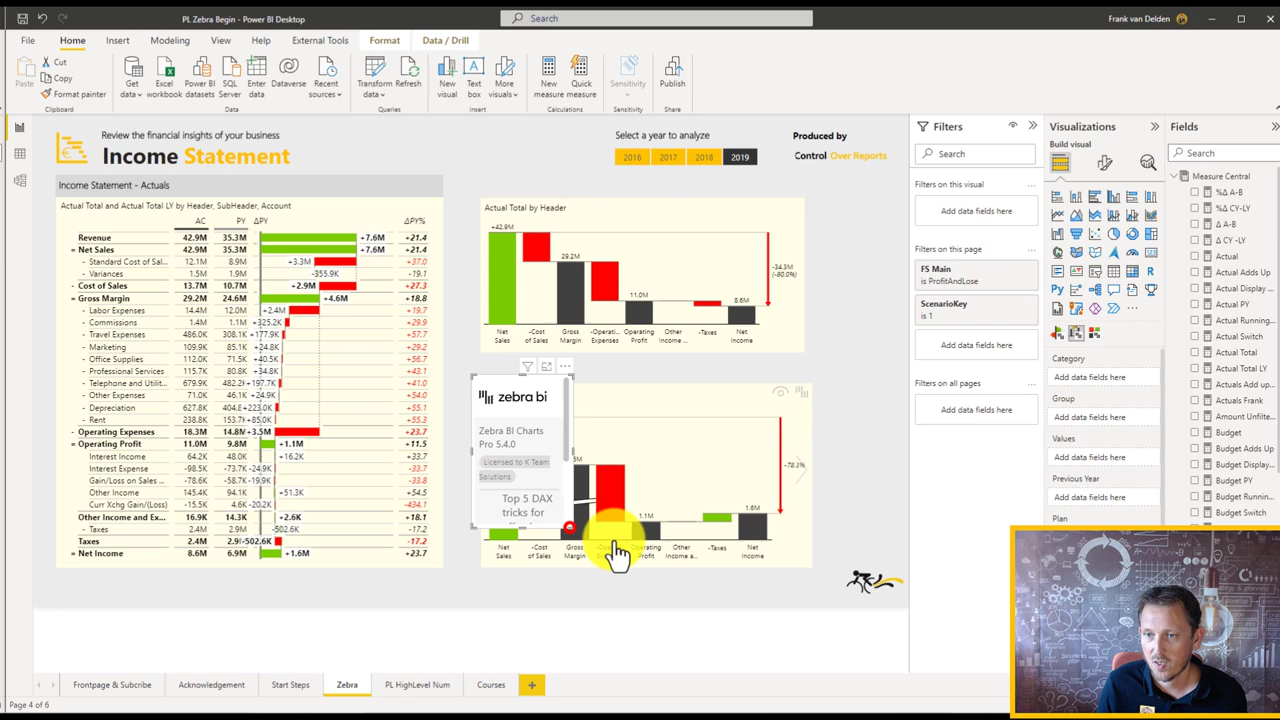 PL Zebra Begin - Power BI Desktop
Search
Frank van Delden
File Home Insert Modeling View Help External Tools Format Data / Drill
Paste
Cut
Copy
Format painter
Clipboard
Get data
Excel workbook
Power BI datasets
SQL Server
Enter data
Dataverse
Recent sources
Data
Transform data
Refresh
Queries
New visual
Text box
More visuals
Insert
New measure
Quick measure
Calculations
Sensitivity
Sensitivity
Publish
Share
Review the financial insights of your business
Income Statement
Select a year to analyze
2016 2017 2018 2019
Produced by
Control Over Reports
Income Statement - Actuals
Actual Total and Actual Total LY by Header, SubHeader, Account
AC PY ΔPY ΔPY%
Revenue 42.9M 35.3M +7.6M +21.4
= Net Sales 42.9M 35.3M +7.6M +21.4
- Standard Cost of Sal... 12.1M 8.9M +3.3M +37.0
- Variances 1.5M 1.9M -355.9K -19.1
- Cost of Sales 13.7M 10.7M +2.9M +27.3
= Gross Margin 29.2M 24.6M +4.6M +18.8
- Labor Expenses 14.4M 12.0M +2.4M +19.7
- Commissions 1.4M 1.1M +325.2K +29.9
- Travel Expenses 486.0K 308.1K +177.9K +57.7
- Marketing 109.9K 85.1K +24.8K +29.2
- Office Supplies 112.0K 71.5K +40.5K +56.7
- Professional Services 115.7K 80.8K +34.8K +43.1
- Telephone and Utilit... 679.9K 482.2K +197.7K +41.0
- Other Expenses 71.0K 46.1K +24.9K +54.0
- Depreciation 627.8K 404.8K +223.0K +55.1
- Rent 238.8K 153.7K +85.0K +55.3
- Operating Expenses 18.3M 14.8M +3.5M +23.7
= Operating Profit 11.0M 9.8M +1.1M +11.5
Interest Income 64.2K 48.0K +16.2K +33.7
Interest Expense -98.5K -73.7K -24.9K -33.7
Gain/Loss on Sales ... -78.6K -58.7K -19.9K -33.8
Other Income 145.4K 94.1K +51.3K +54.5
Curr Xchg Gain/(Loss) -15.5K 4.6K -20.2K -434.1
Other Income and Ex... 16.9K 14.3K +2.6K +18.1
- Taxes 2.4M 2.9M -502.6K -17.2
Taxes 2.4M 2.9M -502.6K -17.2
= Net Income 8.6M 6.9M +1.6M +23.7
Actual Total by Header
+42.9M
29.2M
11.0M
8.6M
-34.3M
(-80.0%)
Net Sales
-Cost of Sales
Gross Margin
-Operati... Expenses
Operating Profit
Other Income ...
-Taxes
Net Income
zebra bi
Zebra BI Charts
Pro 5.4.0
Licensed to K Team
Solutions
Top 5 DAX
tricks for
1.1M
1.6M
-78.3%
Net Sales
-Cost of Sales
Gross Margin
Operating Profit
Other Income a...
-Taxes
Net Income
Filters
Search
Filters on this visual
Add data fields here
Filters on this page
FS Main
is ProfitAndLoss
ScenarioKey
is 1
Add data fields here
Filters on all pages
Add data fields here
Visualizations
Build visual
Category
Add data fields here
Group
Add data fields here
Values
Add data fields here
Previous Year
Add data fields here
Plan
Fields
Search
Measure Central
%Δ A-B
%Δ CY-LY
Δ A-B
Δ CY -LY
Actual
Actual Adds Up
Actual Display ...
Actual PY
Actual Running...
Actual Switch
Actual Total
Actual Total LY
Actuals Add up...
Actuals Frank
Amount Unfilte...
Budget
Budget Adds Up
Budget Display...
Budget PY
Budget Running...
Budget Switch
Frontpage & Subcribe Acknowledgement Start Steps Zebra PL HighLevel Num Courses
Page 4 of 6